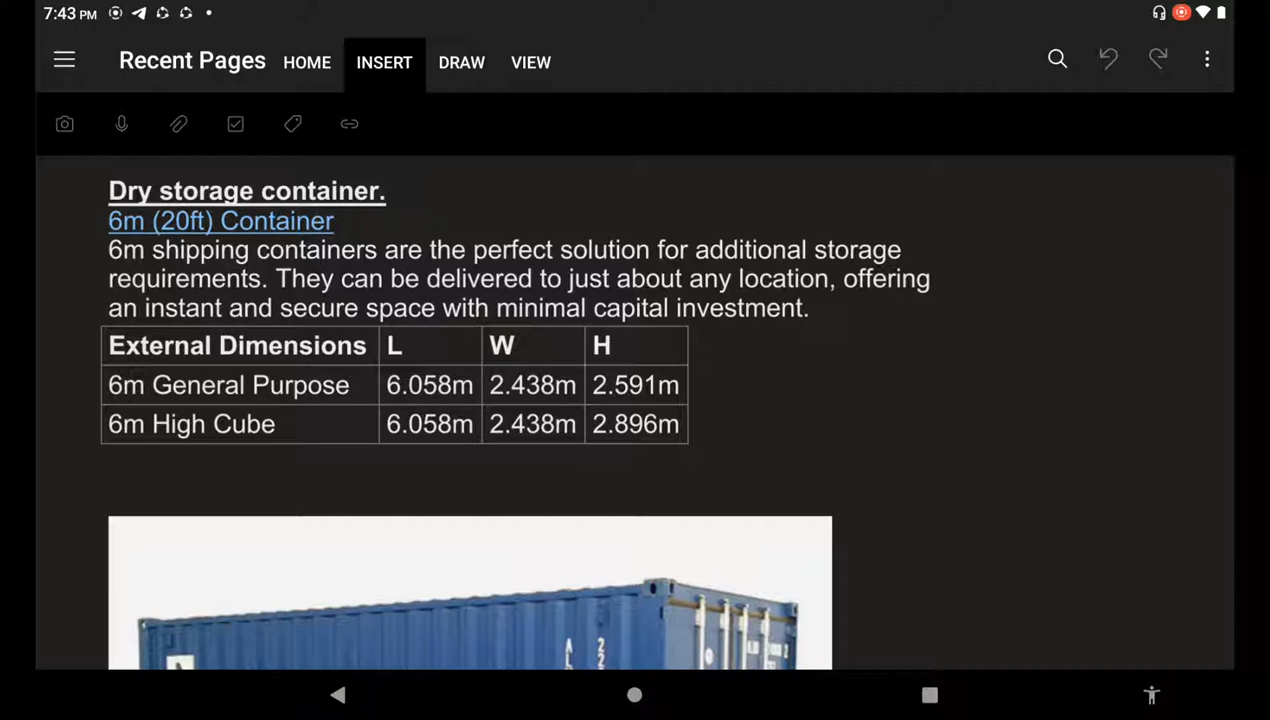 7:43 PM
Recent Pages HOME INSERT DRAW VIEW
Dry storage container.
6m (20ft) Container
6m shipping containers are the perfect solution for additional storage
requirements. They can be delivered to just about any location, offering
an instant and secure space with minimal capital investment.
External Dimensions L W H
6m General Purpose 6.058m 2.438m 2.591m
6m High Cube 6.058m 2.438m 2.896m